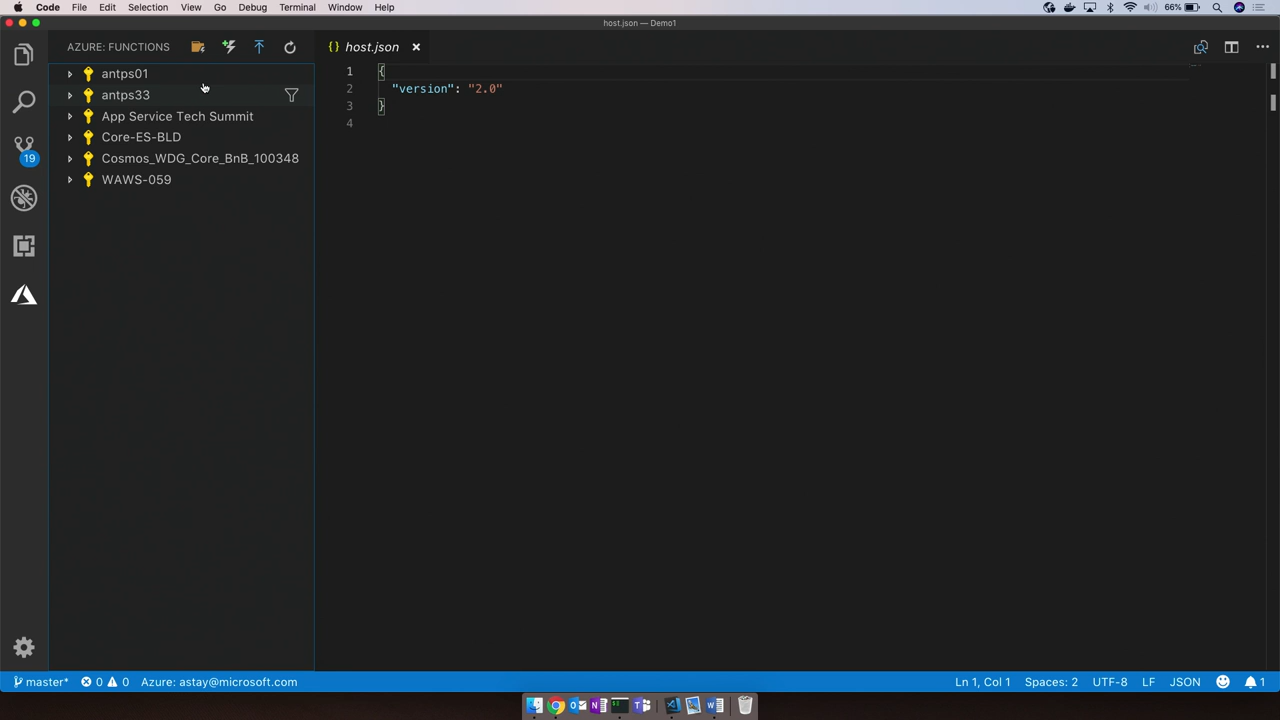 Code File Edit Selection View Go Debug Terminal Window Help 66%
host.json — Demo1
AZURE: FUNCTIONS
{ } host.json ×
antps01
antps33
App Service Tech Summit
Core-ES-BLD
Cosmos_WDG_Core_BnB_100348
WAWS-059
19
1 {
2 "version": "2.0"
3 }
4
master* 0 0 Azure: astay@microsoft.com Ln 1, Col 1 Spaces: 2 UTF-8 LF JSON 1